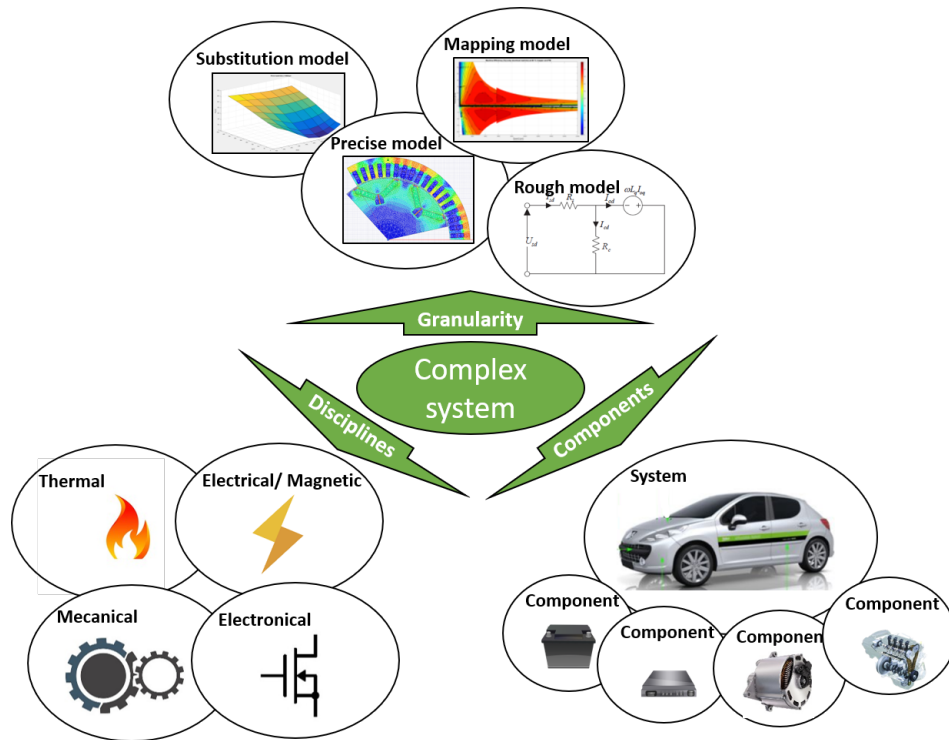 Mapping model
Substitution model
Precise model
Rough model
R
U
R
Granularity
Complex
system
Disciplines
Components
System
Thermal
Electrical/ Magnetic
Component
Component
Component
Component
Mecanical
Electronical